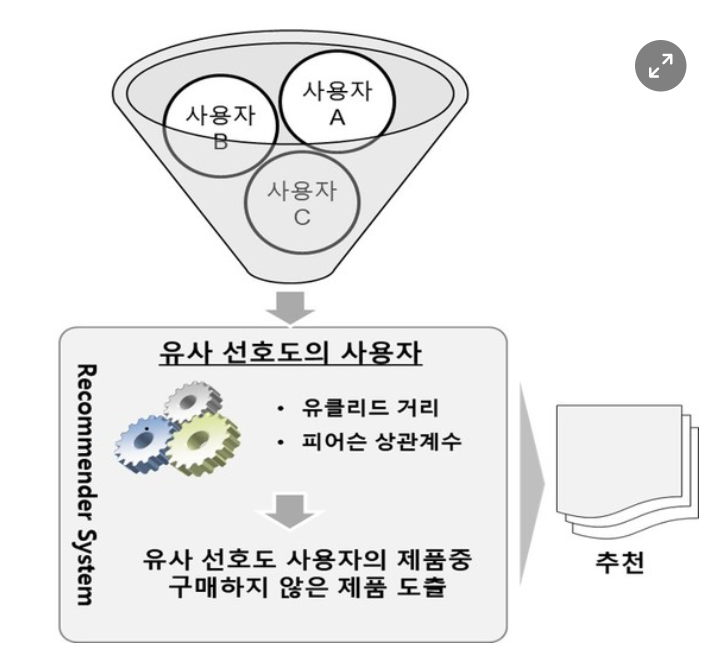 사용자
A
사용자
B
사용자
C
유사 선호도의 사용자
Recommender System
• 유클리드 거리
• 피어슨 상관계수
유사 선호도 사용자의 제품중
구매하지 않은 제품 도출
추천